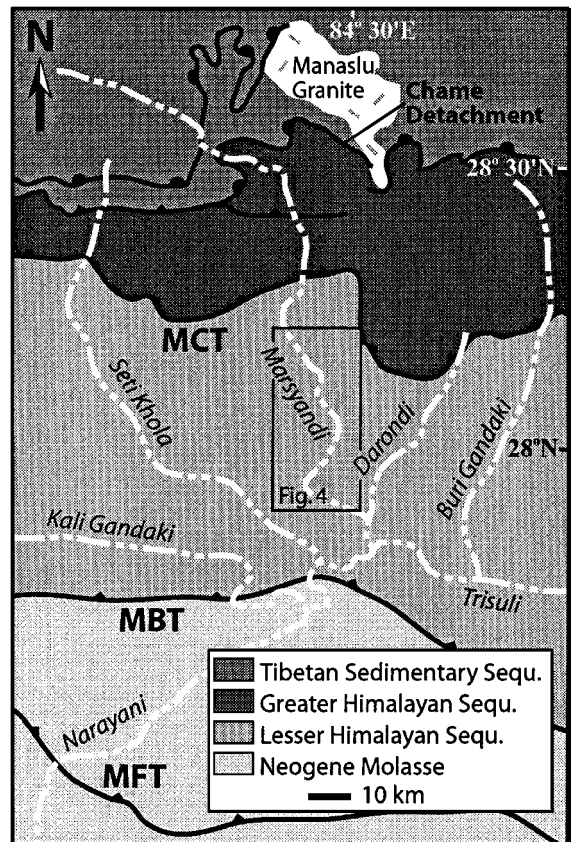 84° 30'E
N
Manaslu
Granite
Chame
Detachment
28° 30'N
MCT
Seti Khola
Marsyandi
Darondi
Buri Gandaki
28°N
Fig. 4
Kali Gandaki
Trisuli
MBT
Narayani
MFT
Tibetan Sedimentary Sequ.
Greater Himalayan Sequ.
Lesser Himalayan Sequ.
Neogene Molasse
10 km